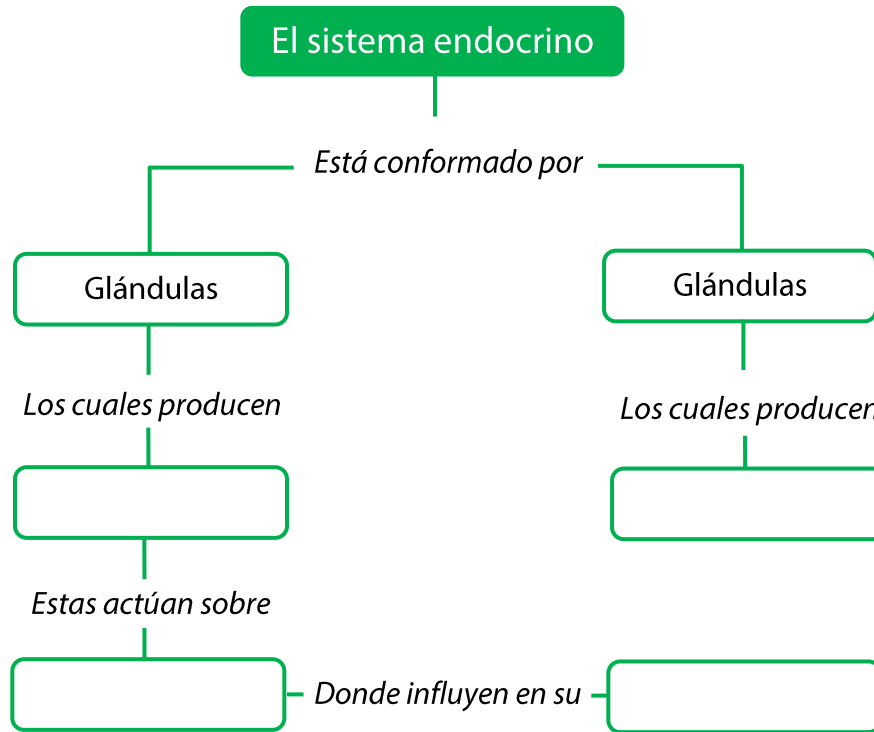 El sistema endocrino
Está conformado por
Glándulas
Glándulas
Los cuales producen
Los cuales producen
Estas actúan sobre
Donde influyen en su